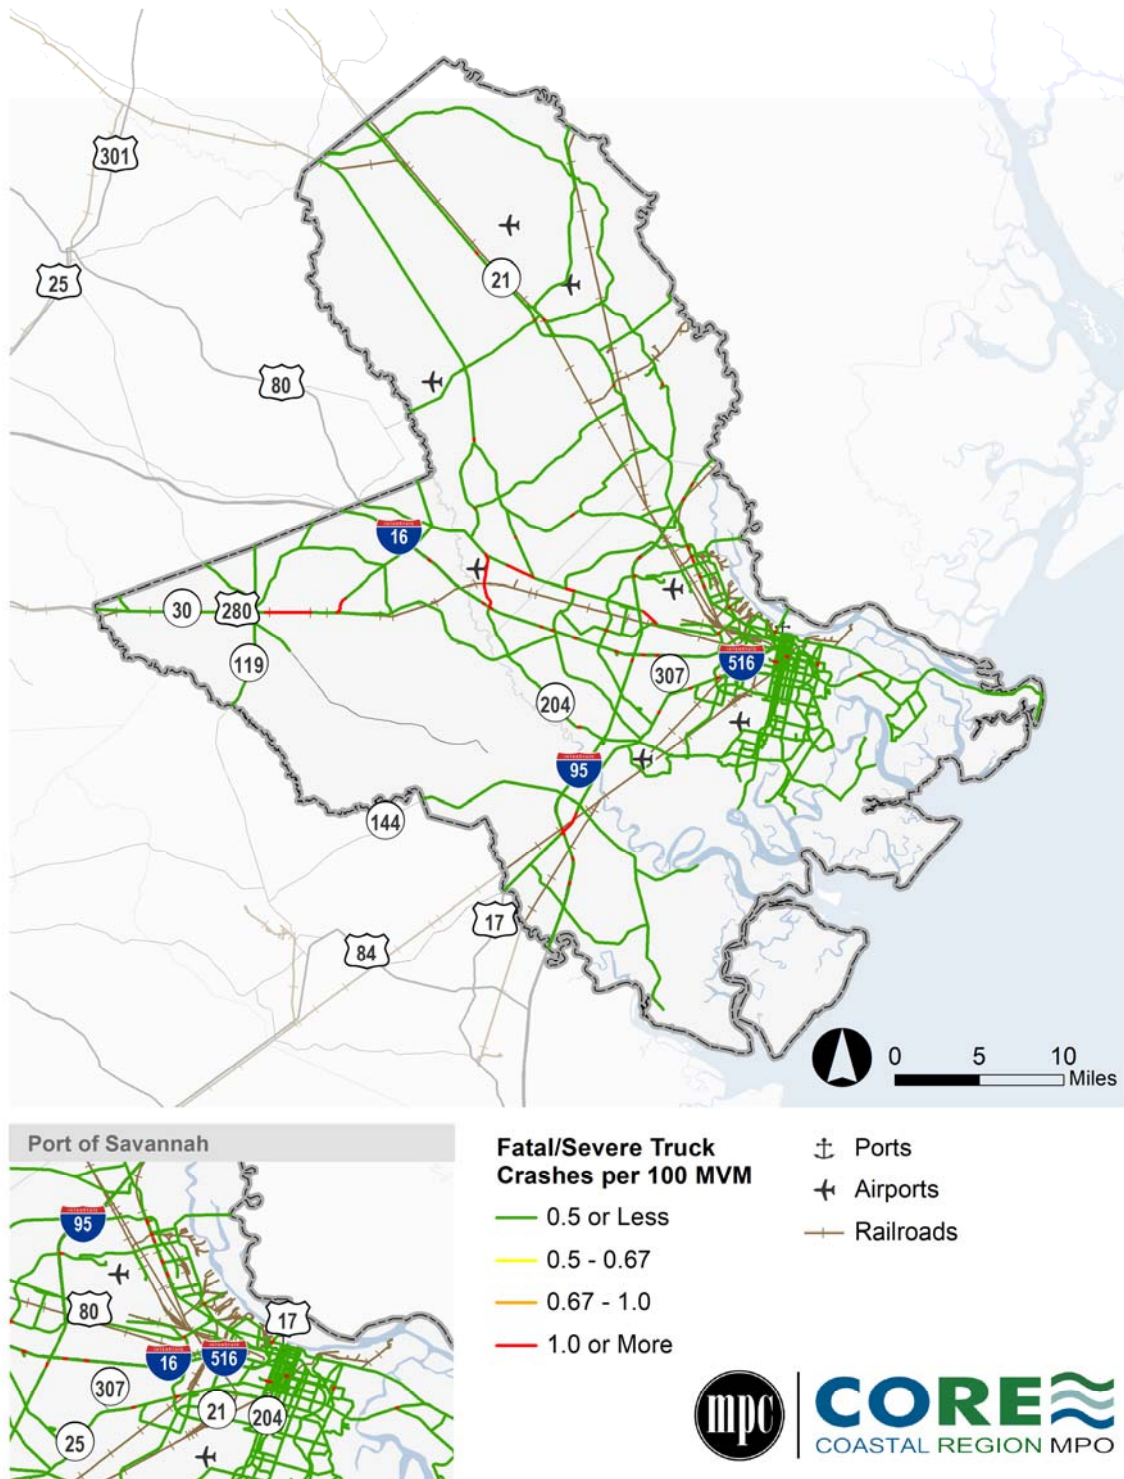 301
25
21
80
16
30
280
119
516
307
204
95
144
17
84
0 5 10
Miles
Port of Savannah
95
80
17
16
516
307
21
204
25
Fatal/Severe Truck
Crashes per 100 MVM
0.5 or Less
0.5 - 0.67
0.67 - 1.0
1.0 or More
Ports
Airports
Railroads
mpc
CORE
COASTAL REGION MPO